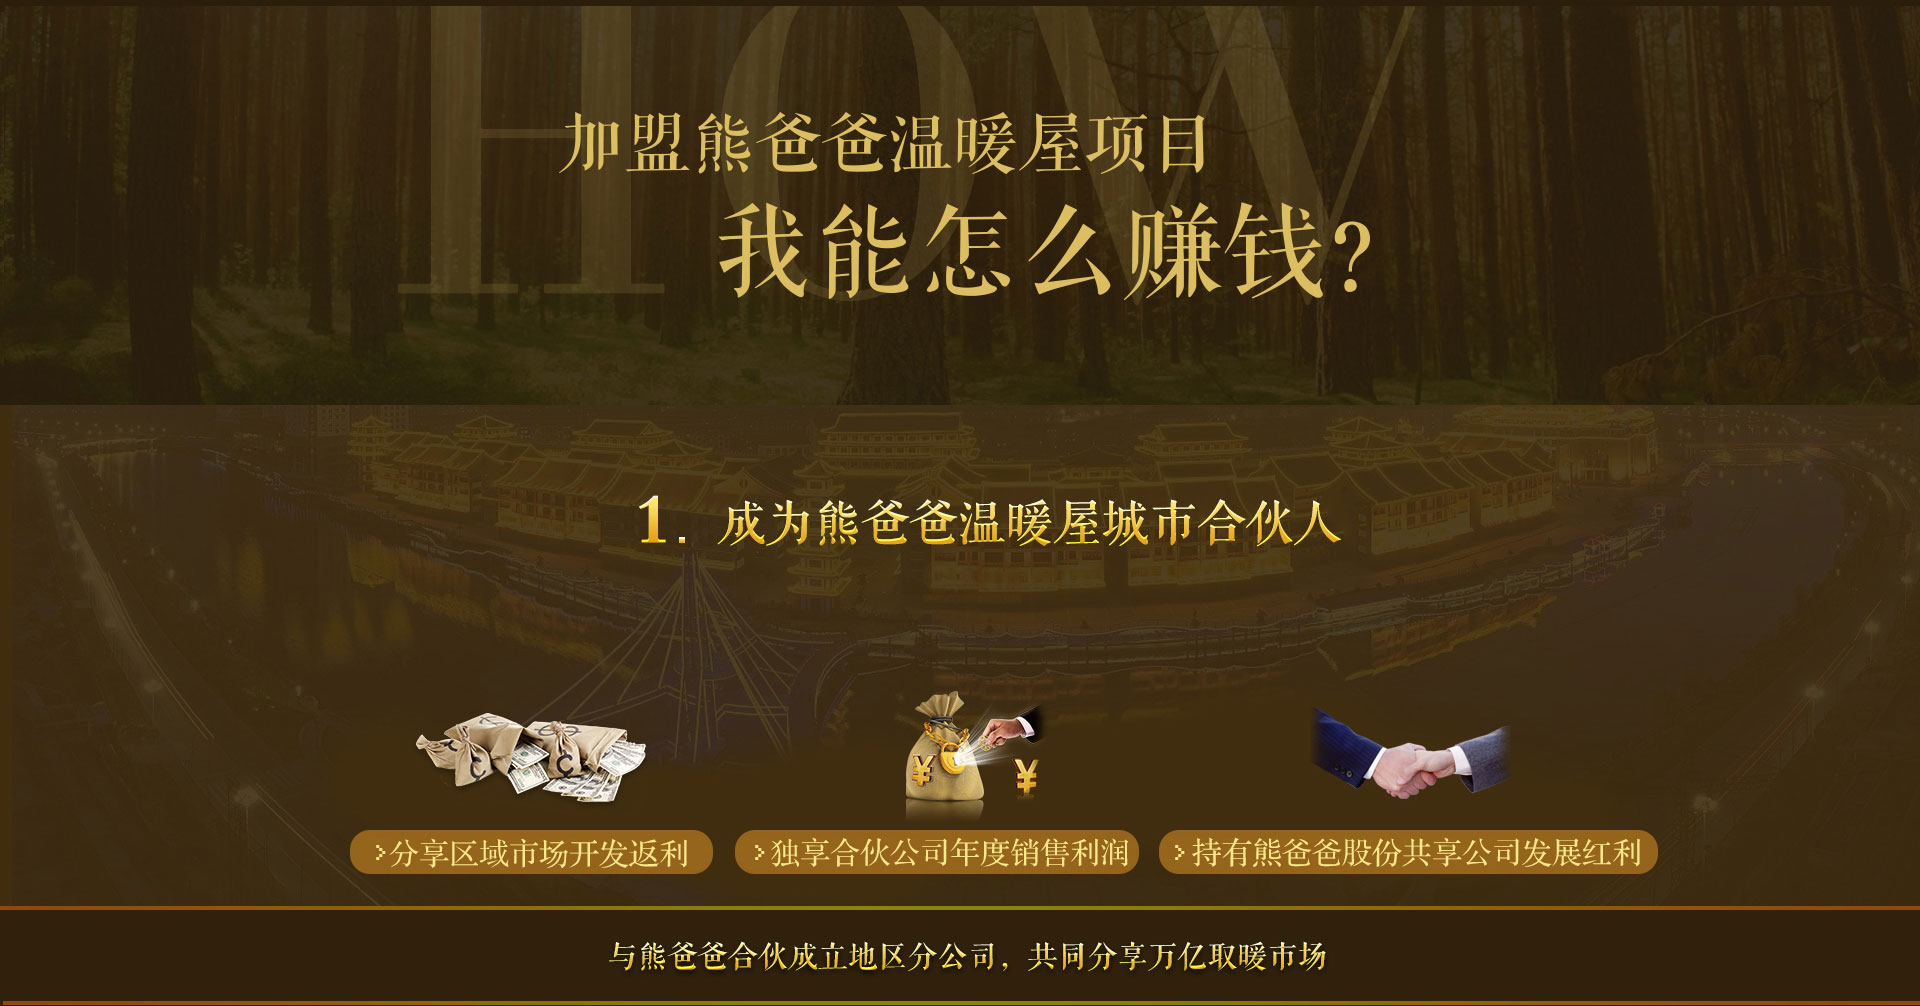 HOW
加盟熊爸爸温暖屋项目
我能怎么赚钱?
1. 成为熊爸爸温暖屋城市合伙人
¥ ¥
›分享区域市场开发返利
›独享合伙公司年度销售利润
›持有熊爸爸股份共享公司发展红利
与熊爸爸合伙成立地区分公司，共同分享万亿取暖市场